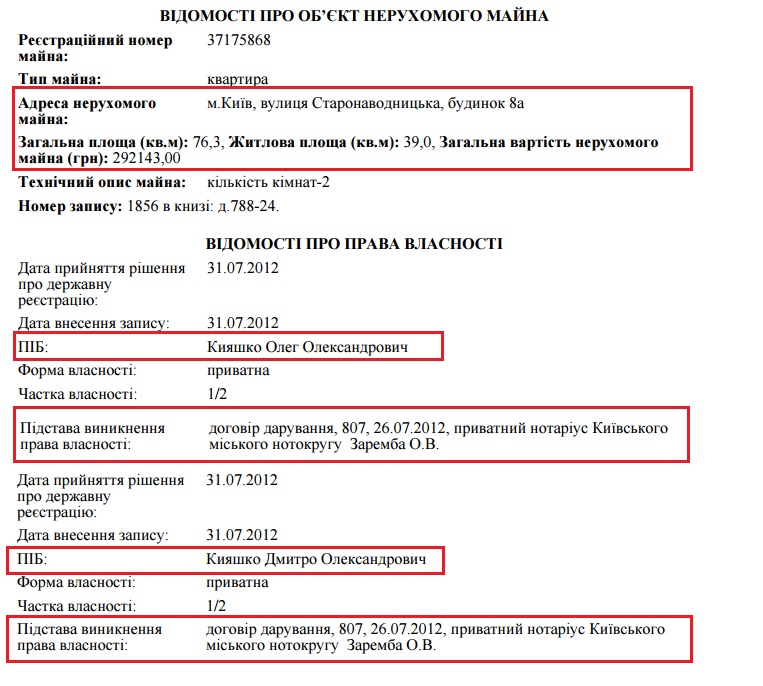 ВІДОМОСТІ ПРО ОБ’ЄКТ НЕРУХОМОГО МАЙНА
Реєстраційний номер майна: 37175868
Тип майна: квартира
Адреса нерухомого майна: м.Київ, вулиця Старонаводницька, будинок 8а
Загальна площа (кв.м): 76,3, Житлова площа (кв.м): 39,0, Загальна вартість нерухомого
майна (грн): 292143,00
Технічний опис майна: кількість кімнат-2
Номер запису: 1856 в книзі: д.788-24.
ВІДОМОСТІ ПРО ПРАВА ВЛАСНОСТІ
Дата прийняття рішення про державну реєстрацію: 31.07.2012
Дата внесення запису: 31.07.2012
ПІБ: Кияшко Олег Олександрович
Форма власності: приватна
Частка власності: 1/2
Підстава виникнення права власності: договір дарування, 807, 26.07.2012, приватний нотаріус Київського
міського нотокругу Заремба О.В.
Дата прийняття рішення про державну реєстрацію: 31.07.2012
Дата внесення запису: 31.07.2012
ПІБ: Кияшко Дмитро Олександрович
Форма власності: приватна
Частка власності: 1/2
Підстава виникнення права власності: договір дарування, 807, 26.07.2012, приватний нотаріус Київського
міського нотокругу Заремба О.В.